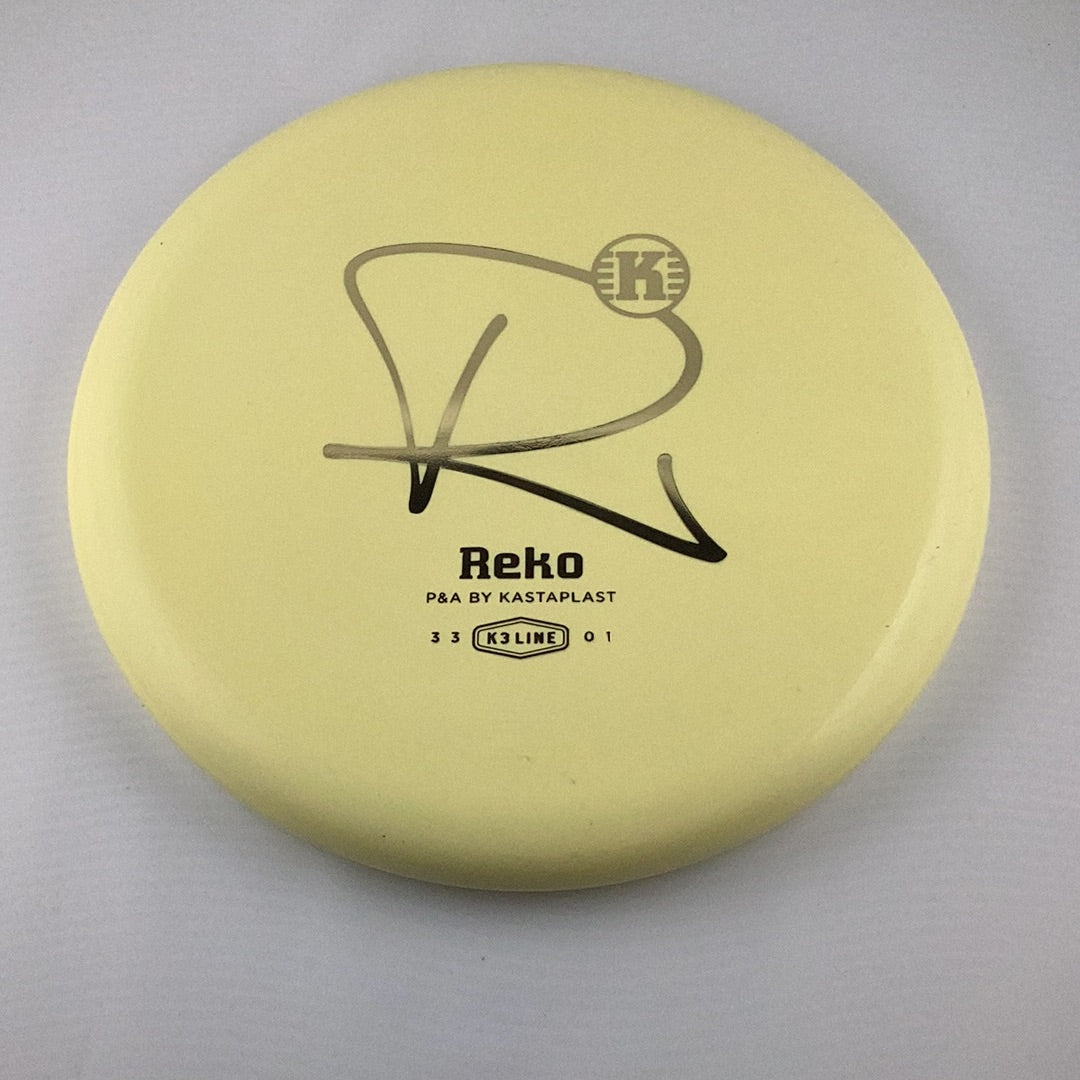 R
K
Reko
P&A BY KASTAPLAST
3 3 K3 LINE 0 1